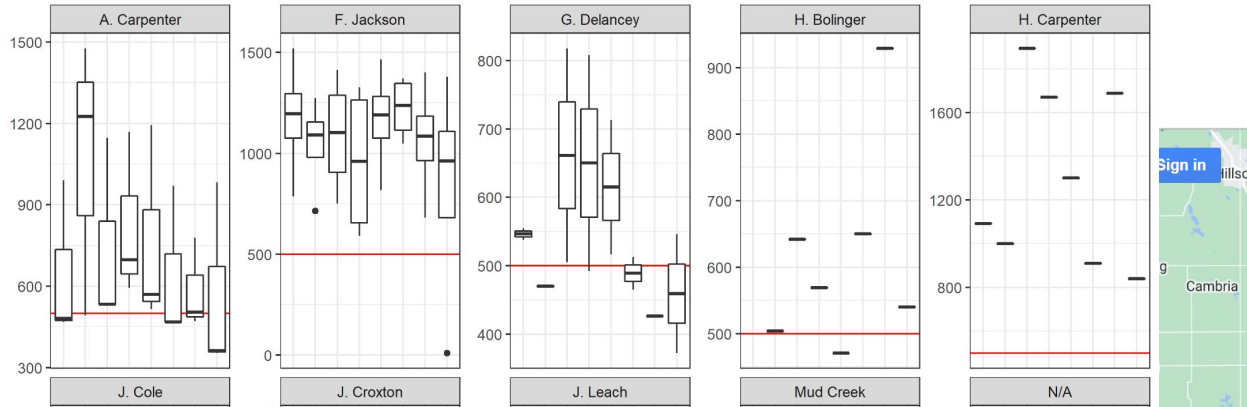 A. Carpenter
F. Jackson
G. Delancey
H. Bolinger
H. Carpenter
1500
1200
900
600
300
1500
1000
500
0
800
700
600
500
400
900
800
700
600
500
1600
1200
800
Sign in
Hillsc
g
Cambria
J. Cole
J. Croxton
J. Leach
Mud Creek
N/A